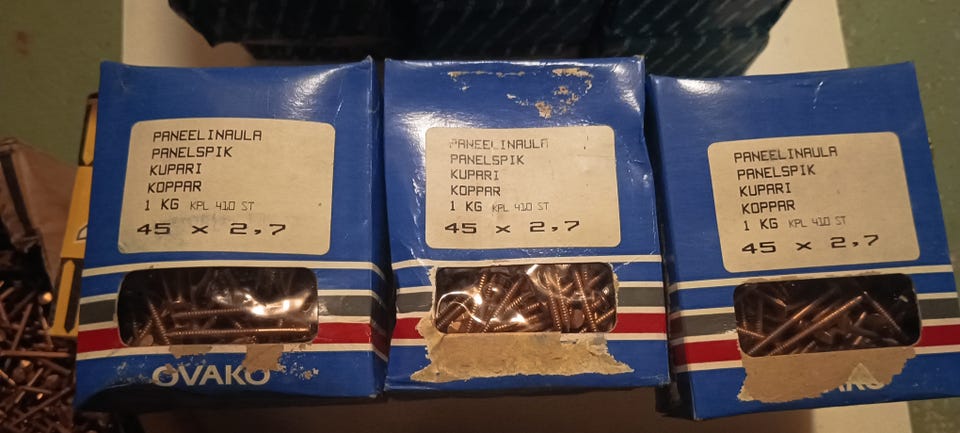 PANEELINAULA
PANELSPIK
KUPARI
KOPPAR
1 KG KPL 410 ST
45 x 2,7
OVAKO
PANEELINAULA
PANELSPIK
KUPARI
KOPPAR
1 KG KPL 410 ST
45 x 2,7
PANEELINAULA
PANELSPIK
KUPARI
KOPPAR
1 KG KPL 410 ST
45 x 2,7